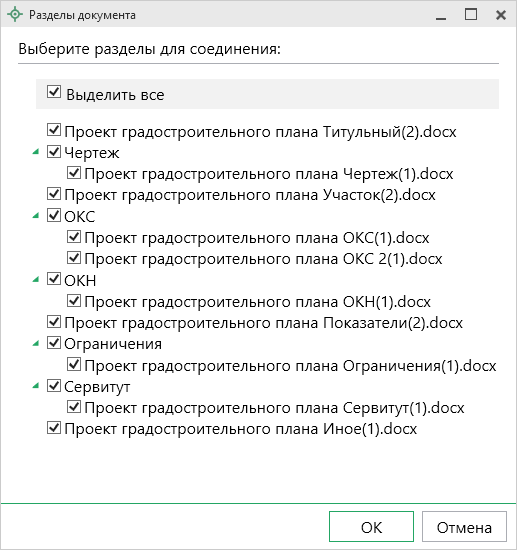 Разделы документа
Выберите разделы для соединения:
Выделить все
Проект градостроительного плана Титульный(2).docx
Чертеж
Проект градостроительного плана Чертеж(1).docx
Проект градостроительного плана Участок(2).docx
ОКС
Проект градостроительного плана ОКС(1).docx
Проект градостроительного плана ОКС 2(1).docx
ОКН
Проект градостроительного плана ОКН(1).docx
Проект градостроительного плана Показатели(2).docx
Ограничения
Проект градостроительного плана Ограничения(1).docx
Сервитут
Проект градостроительного плана Сервитут(1).docx
Проект градостроительного плана Иное(1).docx
ОК Отмена